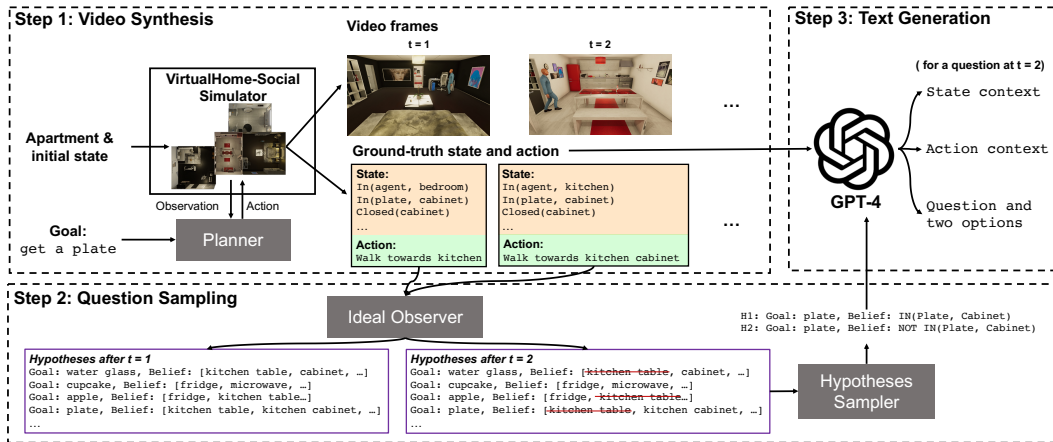 Step 1: Video Synthesis
Video frames
t = 1
t = 2
VirtualHome-Social
Simulator
Apartment &
initial state
...
Ground-truth state and action
State:
In(agent, bedroom)
In(plate, cabinet)
Closed(cabinet)
...
Action:
Walk towards kitchen
State:
In(agent, kitchen)
In(plate, cabinet)
Closed(cabinet)
...
Action:
Walk towards kitchen cabinet
...
Observation
Action
Goal:
get a plate
Planner
Step 3: Text Generation
( for a question at t = 2)
State context
Action context
Question and
two options
GPT-4
Step 2: Question Sampling
Ideal Observer
Hypotheses after t = 1
Goal: water glass, Belief: [kitchen table, cabinet, …]
Goal: cupcake, Belief: [fridge, microwave, …]
Goal: apple, Belief: [fridge, kitchen table…]
Goal: plate, Belief: [kitchen table, kitchen cabinet, …]
...
Hypotheses after t = 2
Goal: water glass, Belief: [kitchen table, cabinet, …]
Goal: cupcake, Belief: [fridge, microwave, …]
Goal: apple, Belief: [fridge, kitchen table…]
Goal: plate, Belief: [kitchen table, kitchen cabinet, …]
...
Hypotheses
Sampler
H1: Goal: plate, Belief: IN(Plate, Cabinet)
H2: Goal: plate, Belief: NOT IN(Plate, Cabinet)